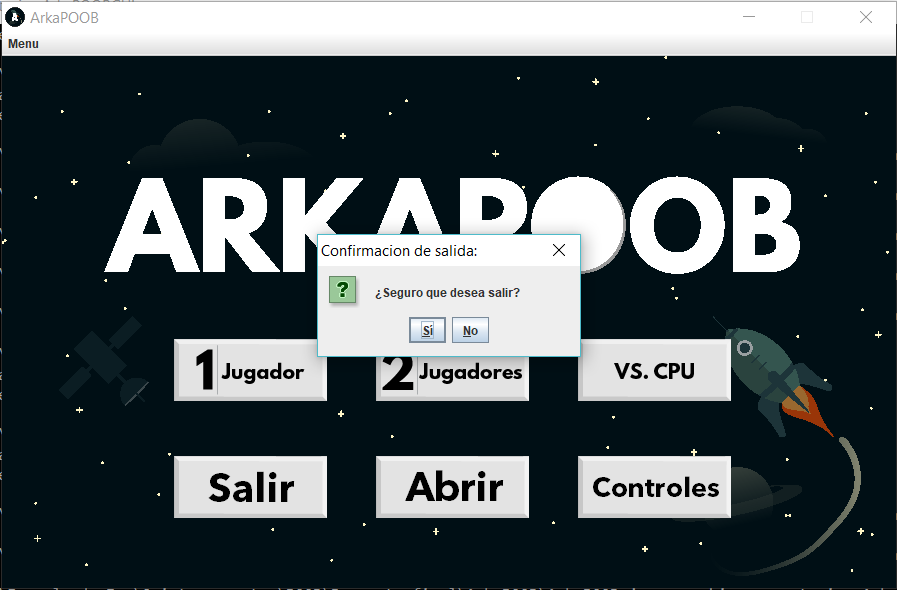 ArkaPOOB
Menu
ARKAPOOB
Confirmacion de salida:
¿Seguro que desea salir?
Sí No
1 Jugador
2 Jugadores
VS. CPU
Salir
Abrir
Controles